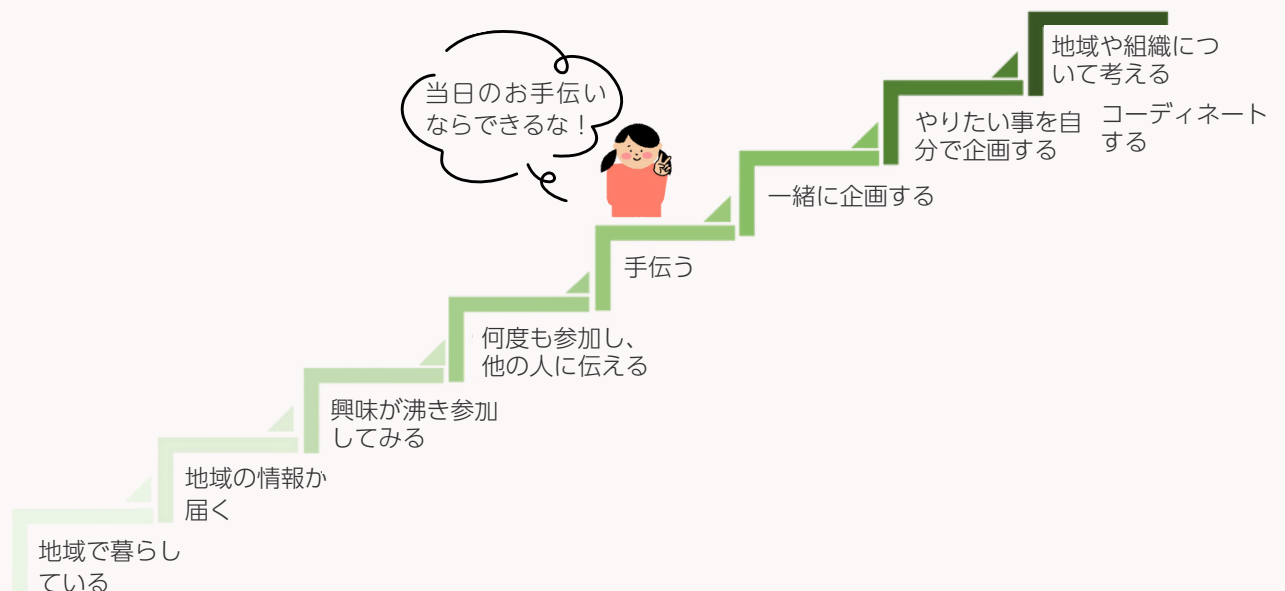 当日のお手伝い
ならできるな！
地域や組織につ
いて考える
コーディネート
する
やりたい事を自
分で企画する
一緒に企画する
手伝う
何度も参加し、
他の人に伝える
興味が沸き参加
してみる
地域の情報が
届く
地域で暮らし
ている